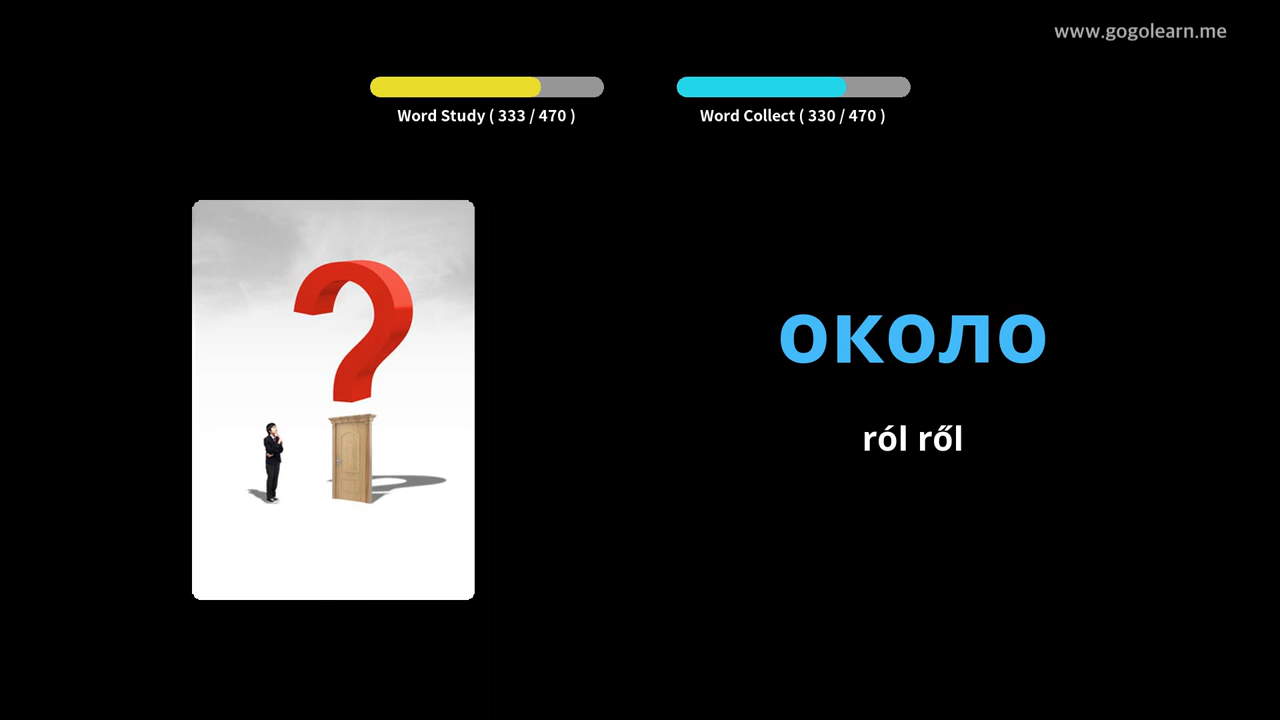 www.gogolearn.me
Word Study ( 333 / 470 )
Word Collect ( 330 / 470 )
около
ról ről